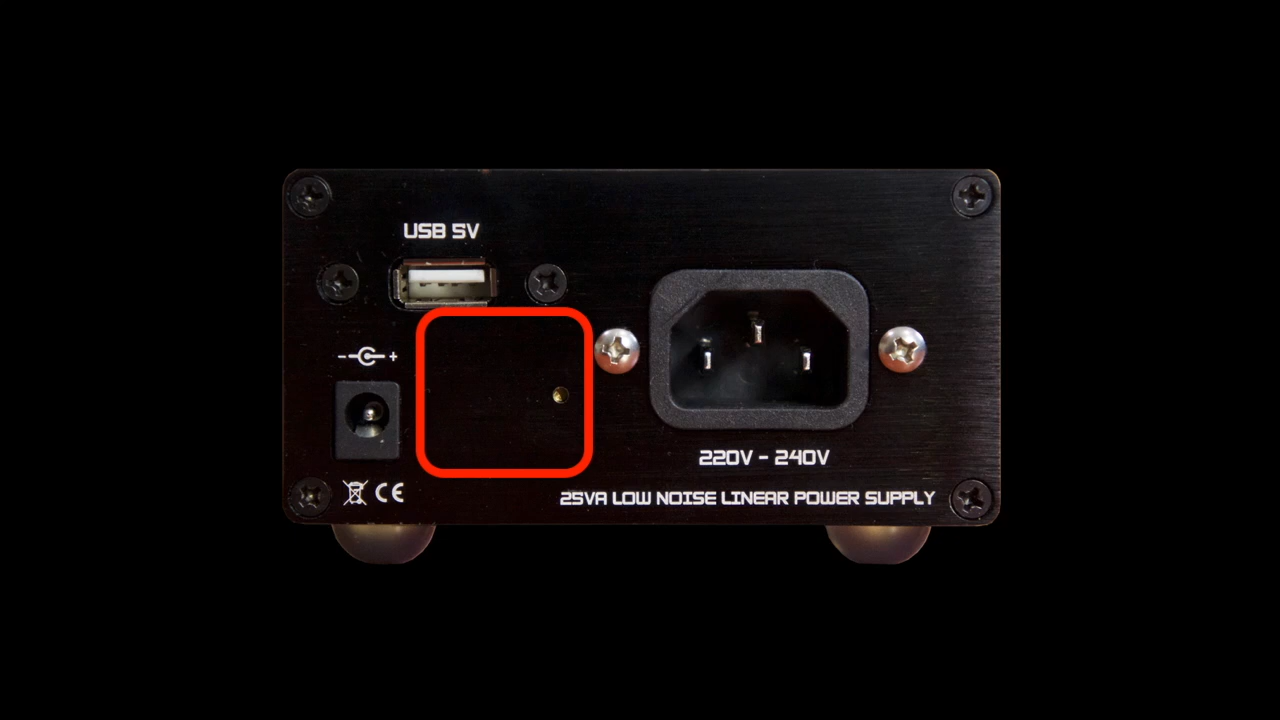 USB 5V
- +
CE
220V - 240V
25VA LOW NOISE LINEAR POWER SUPPLY